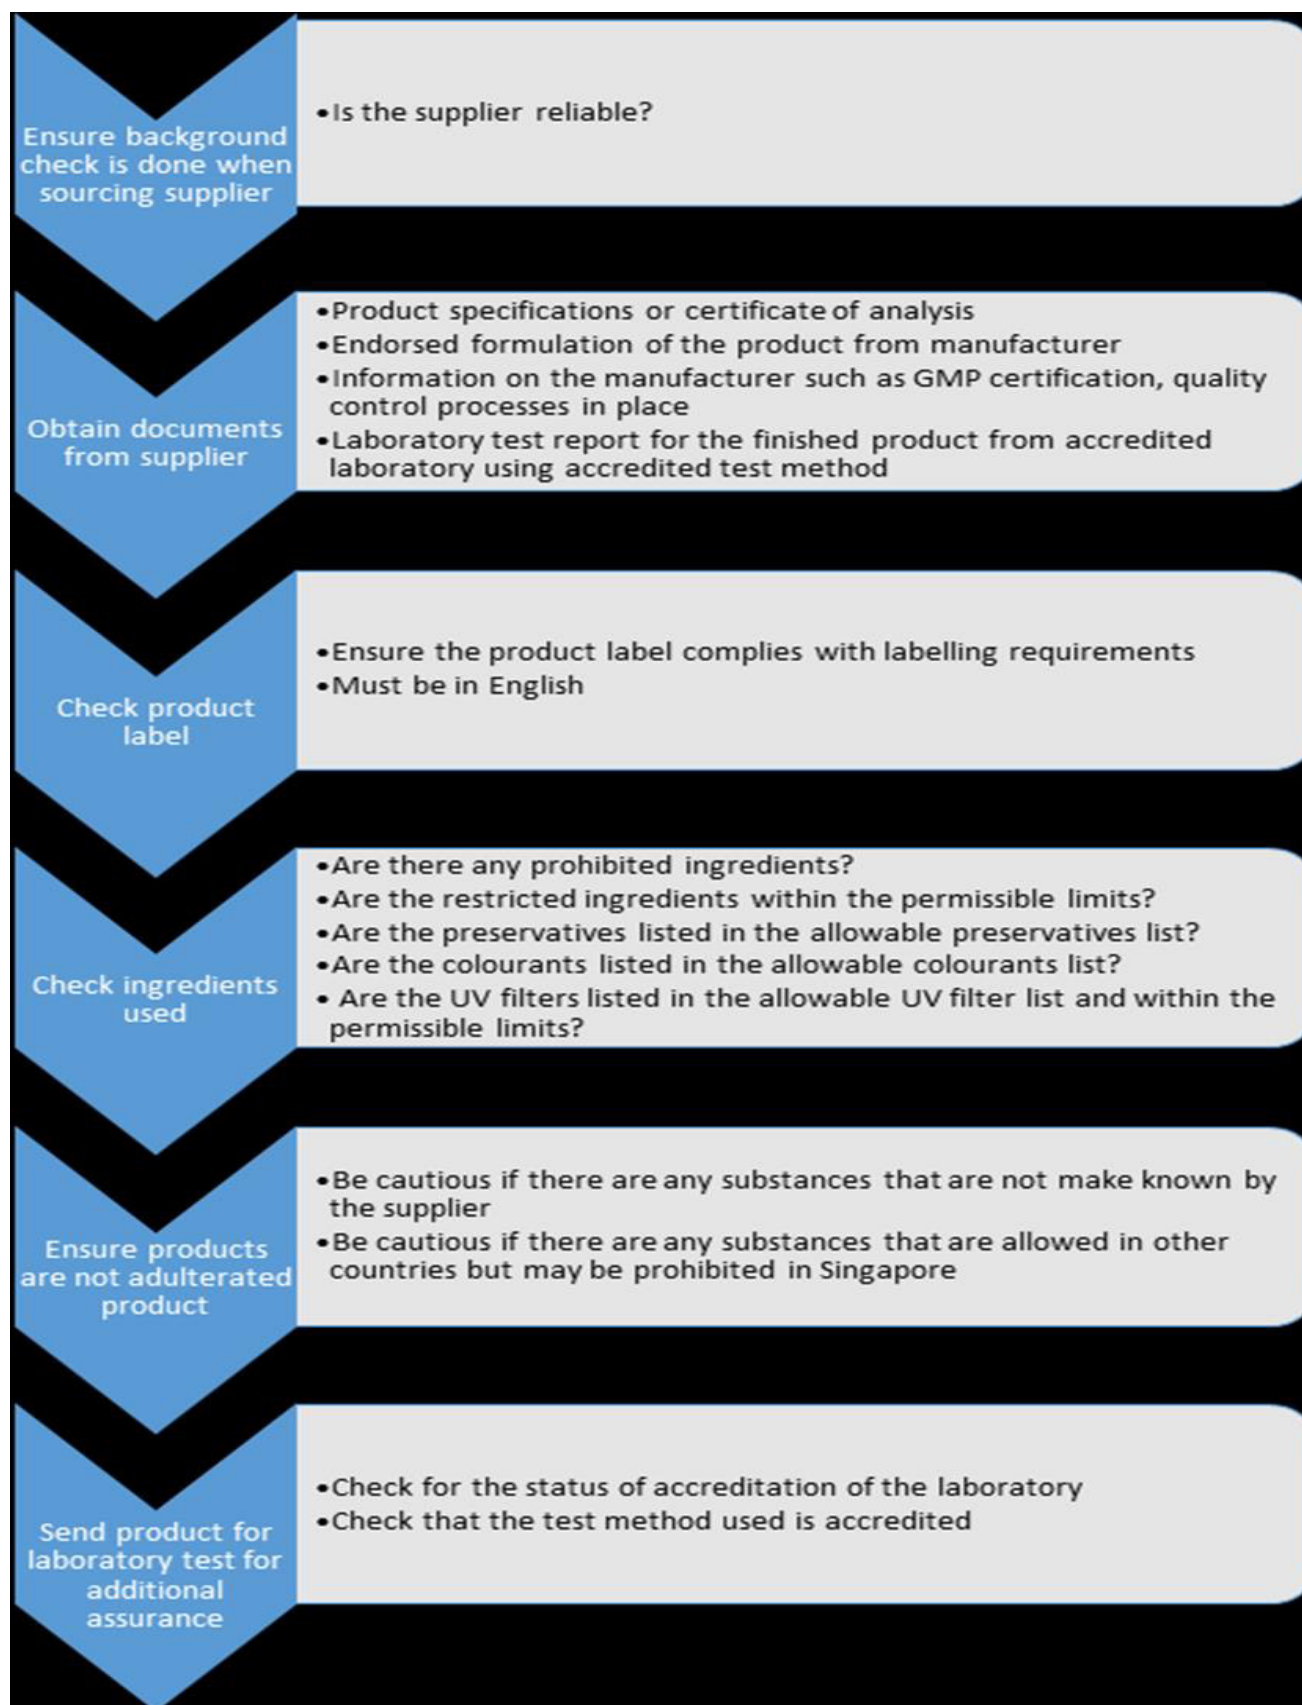 Ensure background
check is done when
sourcing supplier
•Is the supplier reliable?
Obtain documents
from supplier
•Product specifications or certificate of analysis
•Endorsed formulation of the product from manufacturer
•Information on the manufacturer such as GMP certification, quality
control processes in place
•Laboratory test report for the finished product from accredited
laboratory using accredited test method
Check product
label
•Ensure the product label complies with labelling requirements
•Must be in English
Check ingredients
used
•Are there any prohibited ingredients?
•Are the restricted ingredients within the permissible limits?
•Are the preservatives listed in the allowable preservatives list?
•Are the colourants listed in the allowable colourants list?
• Are the UV filters listed in the allowable UV filter list and within the
permissible limits?
Ensure products
are not adulterated
product
•Be cautious if there are any substances that are not make known by
the supplier
•Be cautious if there are any substances that are allowed in other
countries but may be prohibited in Singapore
Send product for
laboratory test for
additional
assurance
•Check for the status of accreditation of the laboratory
•Check that the test method used is accredited